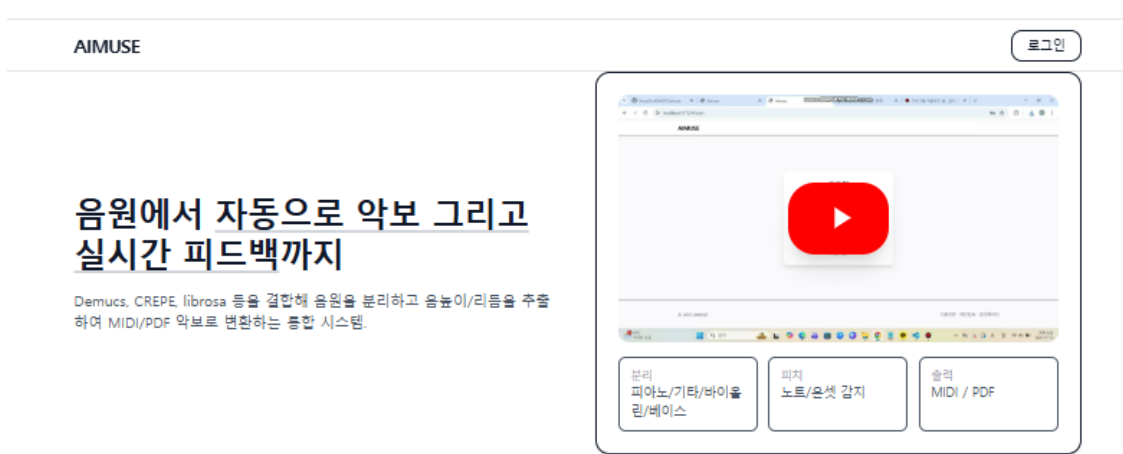 AIMUSE
로그인
음원에서 자동으로 악보 그리고
실시간 피드백까지
Demucs, CREPE, librosa 등을 결합해 음원을 분리하고 음높이/리듬을 추출
하여 MIDI/PDF 악보로 변환하는 통합 시스템.
AIMUSE
분리
피아노/기타/바이올
린/베이스
피치
노트/온셋 감지
출력
MIDI / PDF